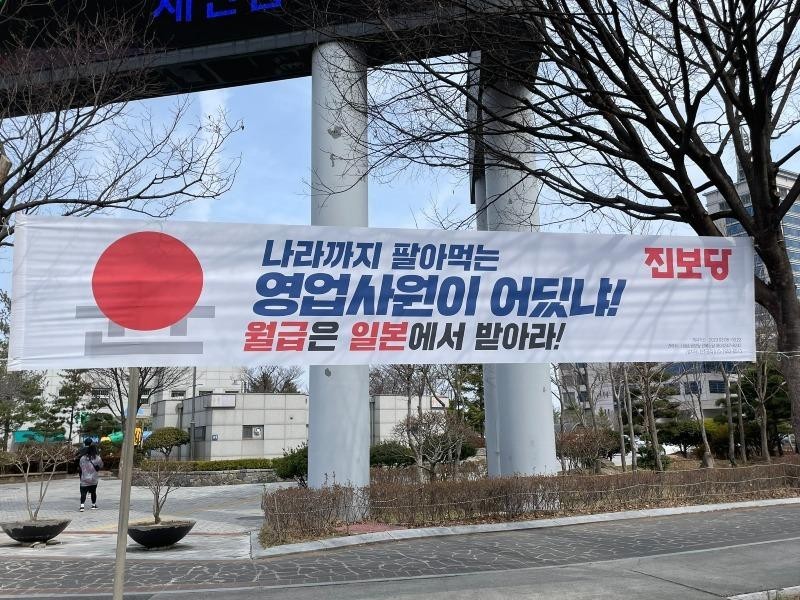 나라까지 팔아먹는
영업사원이 어딨냐!
월급은 일본에서 받아라!
진보당